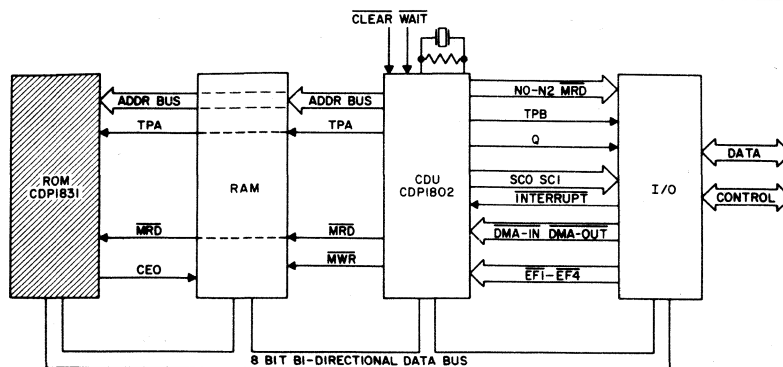 CLEAR WAIT
ADDR BUS
ADDR BUS
N0-N2 MRD
TPA
TPA
TPB
Q
ROM
CDP1831
RAM
CDU
CDP1802
I/O
DATA
SC0 SC1
INTERRUPT
CONTROL
MRD
MRD
DMA-IN DMA-OUT
CEO
MWR
EF1-EF4
8 BIT BI-DIRECTIONAL DATA BUS